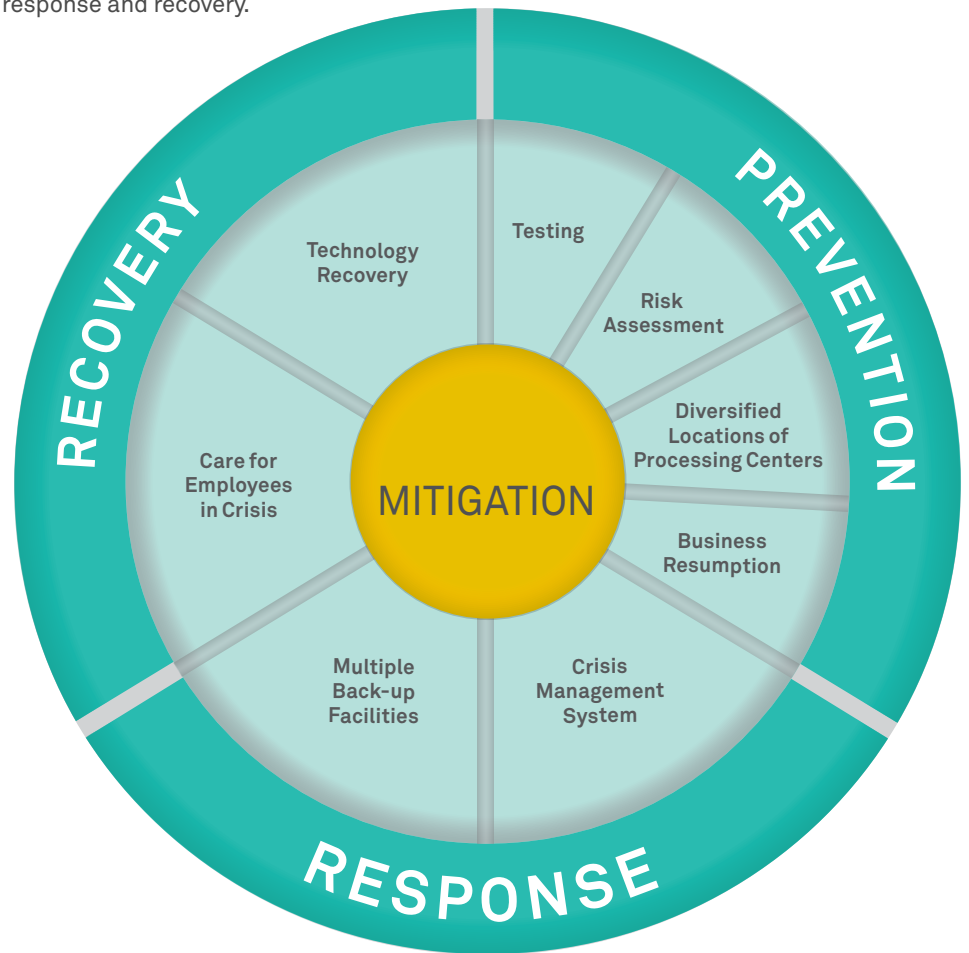 response and recovery.
PREVENTION
Testing
Risk
Assessment
Diversified
Locations of
Processing Centers
Business
Resumption
RESPONSE
Crisis
Management
System
Multiple
Back-up
Facilities
RECOVERY
Care for
Employees
in Crisis
Technology
Recovery
MITIGATION